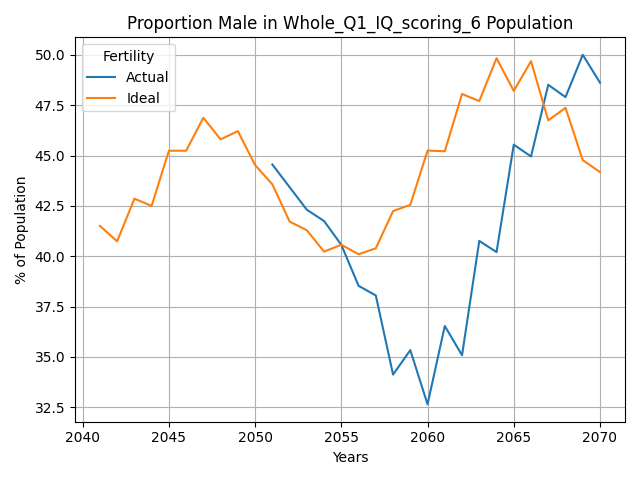 Proportion Male in Whole_Q1_IQ_scoring_6 Population
Fertility
Actual
Ideal
% of Population
50.0
47.5
45.0
42.5
40.0
37.5
35.0
32.5
2040 2045 2050 2055 2060 2065 2070
Years